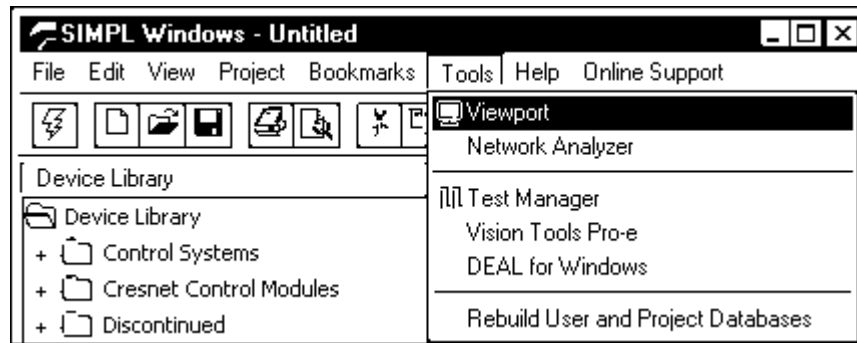 SIMPL Windows - Untitled
File Edit View Project Bookmarks Tools Help Online Support
Viewport
Network Analyzer
Test Manager
Vision Tools Pro-e
DEAL for Windows
Rebuild User and Project Databases
Device Library
Device Library
+ Control Systems
+ Cresnet Control Modules
+ Discontinued